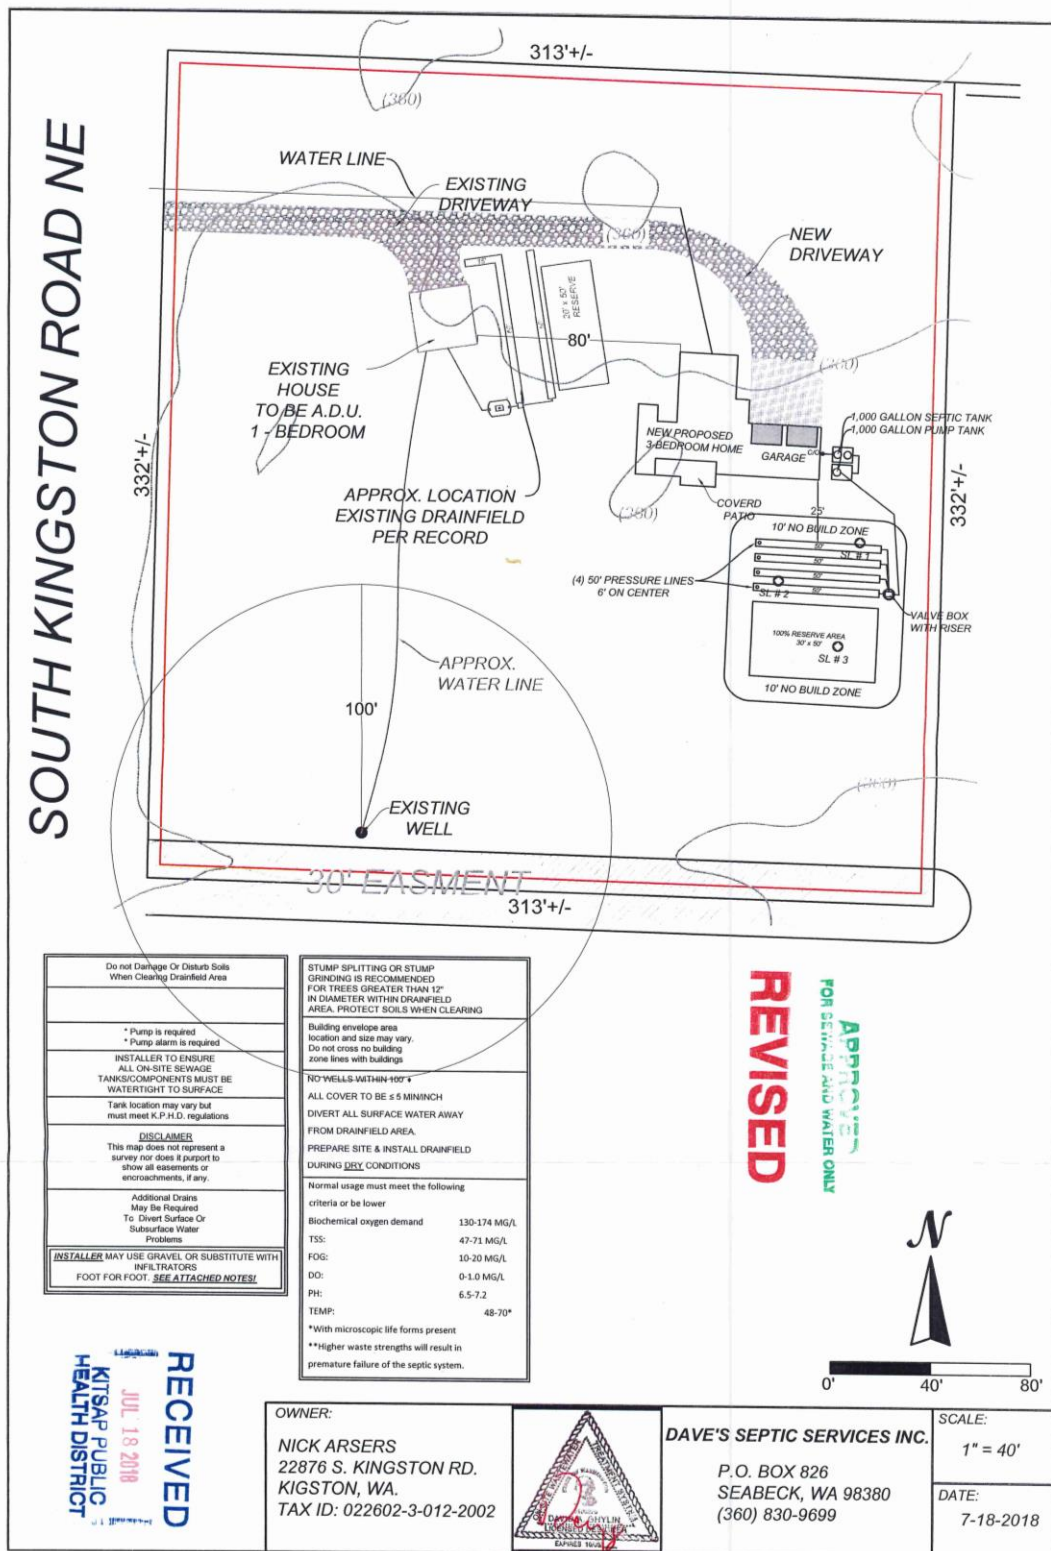 313'+/-
(380)
SOUTH KINGSTON ROAD NE
WATER LINE
EXISTING
DRIVEWAY
(360)
NEW
DRIVEWAY
15'
20' x 50'
RESERVE
80'
332'+/-
EXISTING
HOUSE
TO BE A.D.U.
1 - BEDROOM
(360)
NEW PROPOSED
3-BEDROOM HOME
GARAGE
C/O
1,000 GALLON SEPTIC TANK
1,000 GALLON PUMP TANK
332'+/-
APPROX. LOCATION
EXISTING DRAINFIELD
PER RECORD
(380)
COVERD
PATIO
25'
10' NO BUILD ZONE
50'
SL # 1
50'
50'
50'
SL # 2
(4) 50' PRESSURE LINES
6' ON CENTER
VALVE BOX
WITH RISER
100% RESERVE AREA
30' x 50'
SL # 3
10' NO BUILD ZONE
APPROX.
WATER LINE
100'
EXISTING
WELL
30' EASMENT
313'+/-
Do not Damage Or Disturb Soils
When Clearing Drainfield Area
* Pump is required
* Pump alarm is required
INSTALLER TO ENSURE
ALL ON-SITE SEWAGE
TANKS/COMPONENTS MUST BE
WATERTIGHT TO SURFACE
Tank location may vary but
must meet K.P.H.D. regulations
DISCLAIMER
This map does not represent a
survey nor does it purport to
show all easements or
encroachments, if any.
Additional Drains
May Be Required
To Divert Surface Or
Subsurface Water
Problems
INSTALLER MAY USE GRAVEL OR SUBSTITUTE WITH
INFILTRATORS
FOOT FOR FOOT. SEE ATTACHED NOTES!
STUMP SPLITTING OR STUMP
GRINDING IS RECOMMENDED
FOR TREES GREATER THAN 12"
IN DIAMETER WITHIN DRAINFIELD
AREA. PROTECT SOILS WHEN CLEARING
Building envelope area
location and size may vary.
Do not cross no building
zone lines with buildings
NO WELLS WITHIN 100'
ALL COVER TO BE ≤ 5 MIN/INCH
DIVERT ALL SURFACE WATER AWAY
FROM DRAINFIELD AREA.
PREPARE SITE & INSTALL DRAINFIELD
DURING DRY CONDITIONS
Normal usage must meet the following
criteria or be lower
Biochemical oxygen demand 130-174 MG/L
TSS: 47-71 MG/L
FOG: 10-20 MG/L
DO: 0-1.0 MG/L
PH: 6.5-7.2
TEMP: 48-70*
*With microscopic life forms present
**Higher waste strengths will result in
premature failure of the septic system.
REVISED
APPROVED
FOR SEWAGE AND WATER ONLY
N
0' 40' 80'
RECEIVED
JUL 18 2018
KITSAP PUBLIC
HEALTH DISTRICT
OWNER:
NICK ARSERS
22876 S. KINGSTON RD.
KIGSTON, WA.
TAX ID: 022602-3-012-2002
LICENSED DESIGNER
EXPIRES
DAVE'S SEPTIC SERVICES INC.
P.O. BOX 826
SEABECK, WA 98380
(360) 830-9699
SCALE:
1" = 40'
DATE:
7-18-2018